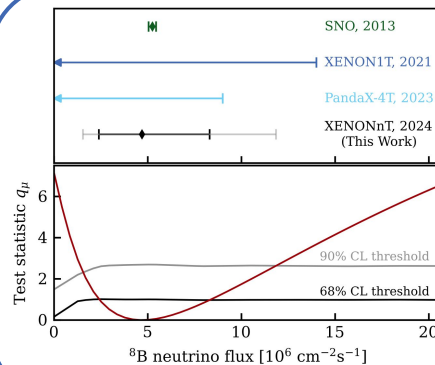 SNO, 2013
XENON1T, 2021
PandaX-4T, 2023
XENONnT, 2024
(This Work)
Test statistic qμ
6
4
2
0
90% CL threshold
68% CL threshold
0 5 10 15 20
⁸B neutrino flux [10⁶ cm⁻²s⁻¹]